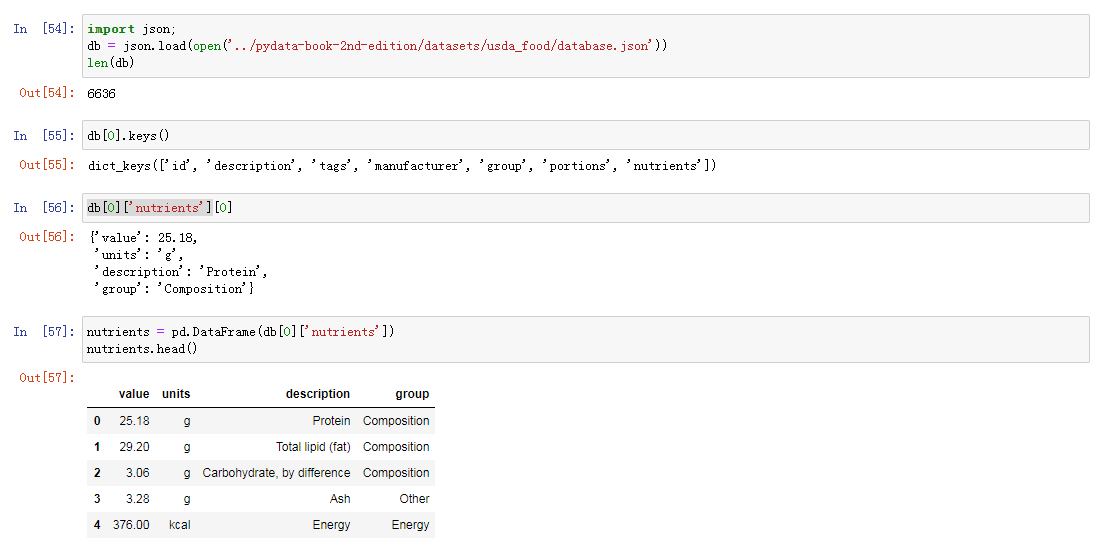 In [54]: import json;
db = json.load(open('../pydata-book-2nd-edition/datasets/usda_food/database.json'))
len(db)
Out[54]: 6636
In [55]: db[0].keys()
Out[55]: dict_keys(['id', 'description', 'tags', 'manufacturer', 'group', 'portions', 'nutrients'])
In [56]: db[0]['nutrients'][0]
Out[56]: {'value': 25.18,
'units': 'g',
'description': 'Protein',
'group': 'Composition'}
In [57]: nutrients = pd.DataFrame(db[0]['nutrients'])
nutrients.head()
Out[57]:
value units description group
0 25.18 g Protein Composition
1 29.20 g Total lipid (fat) Composition
2 3.06 g Carbohydrate, by difference Composition
3 3.28 g Ash Other
4 376.00 kcal Energy Energy